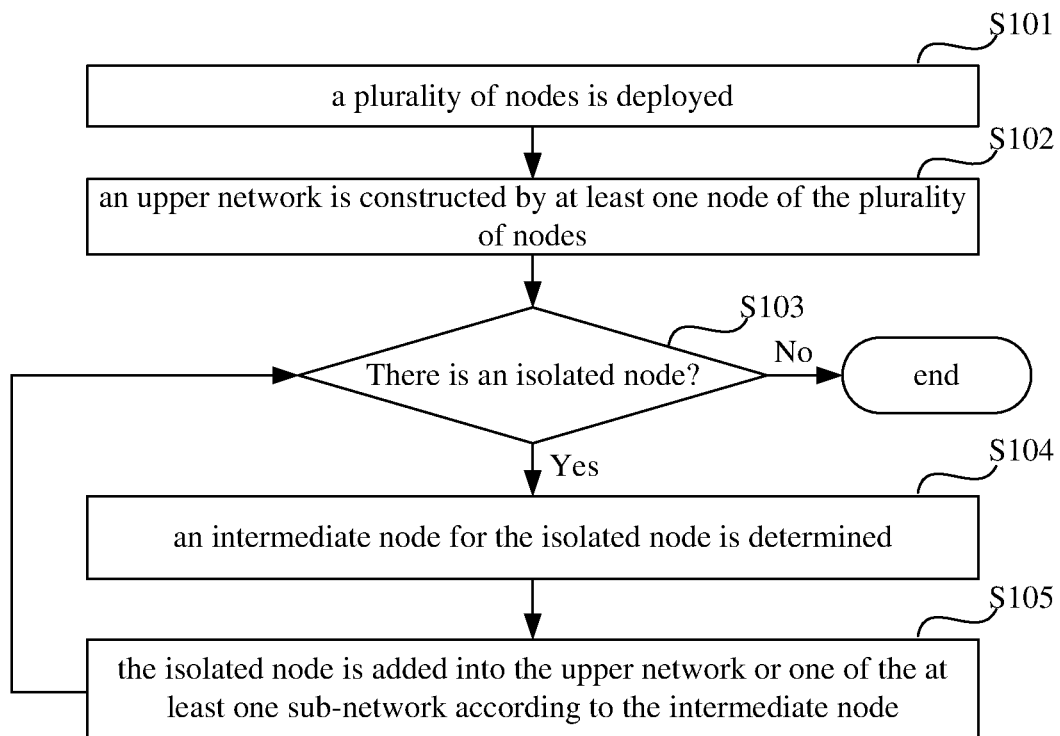 S101
a plurality of nodes is deployed
S102
an upper network is constructed by at least one node of the plurality
of nodes
S103
There is an isolated node?
No
end
Yes
S104
an intermediate node for the isolated node is determined
S105
the isolated node is added into the upper network or one of the at
least one sub-network according to the intermediate node